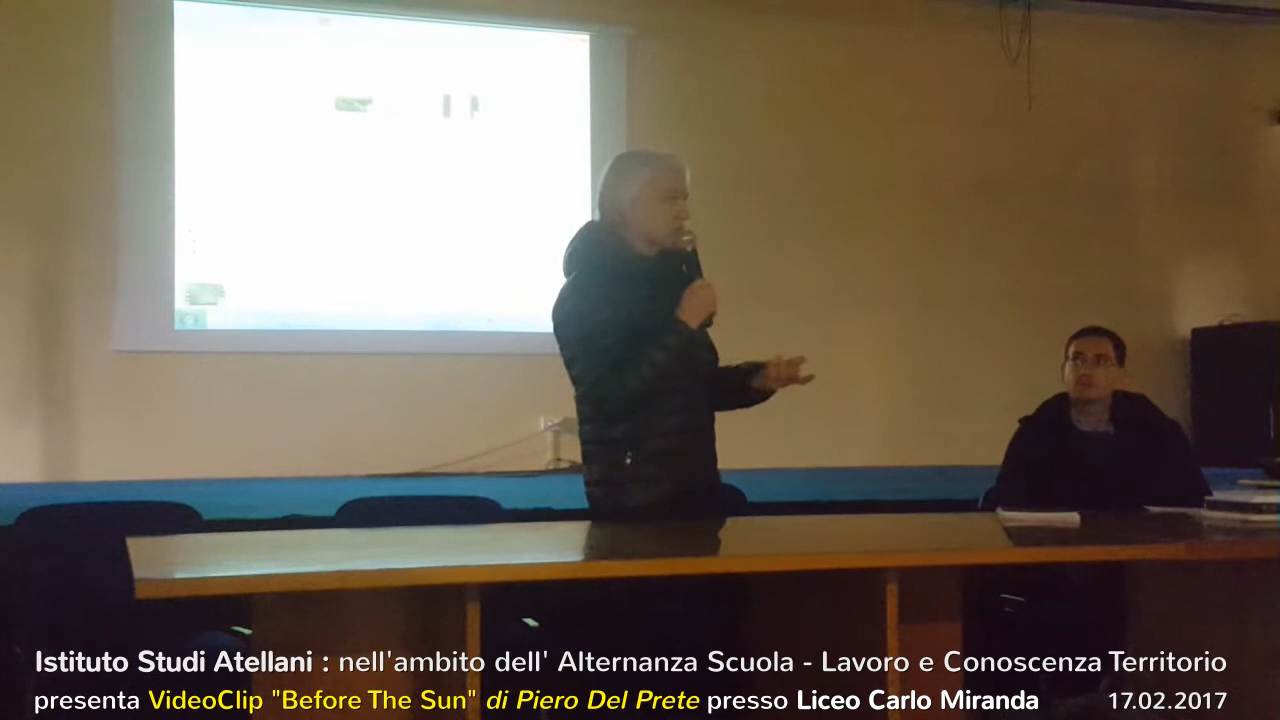 Istituto Studi Atellani : nell'ambito dell' Alternanza Scuola - Lavoro e Conoscenza Territorio
presenta VideoClip "Before The Sun" di Piero Del Prete presso Liceo Carlo Miranda 17.02.2017